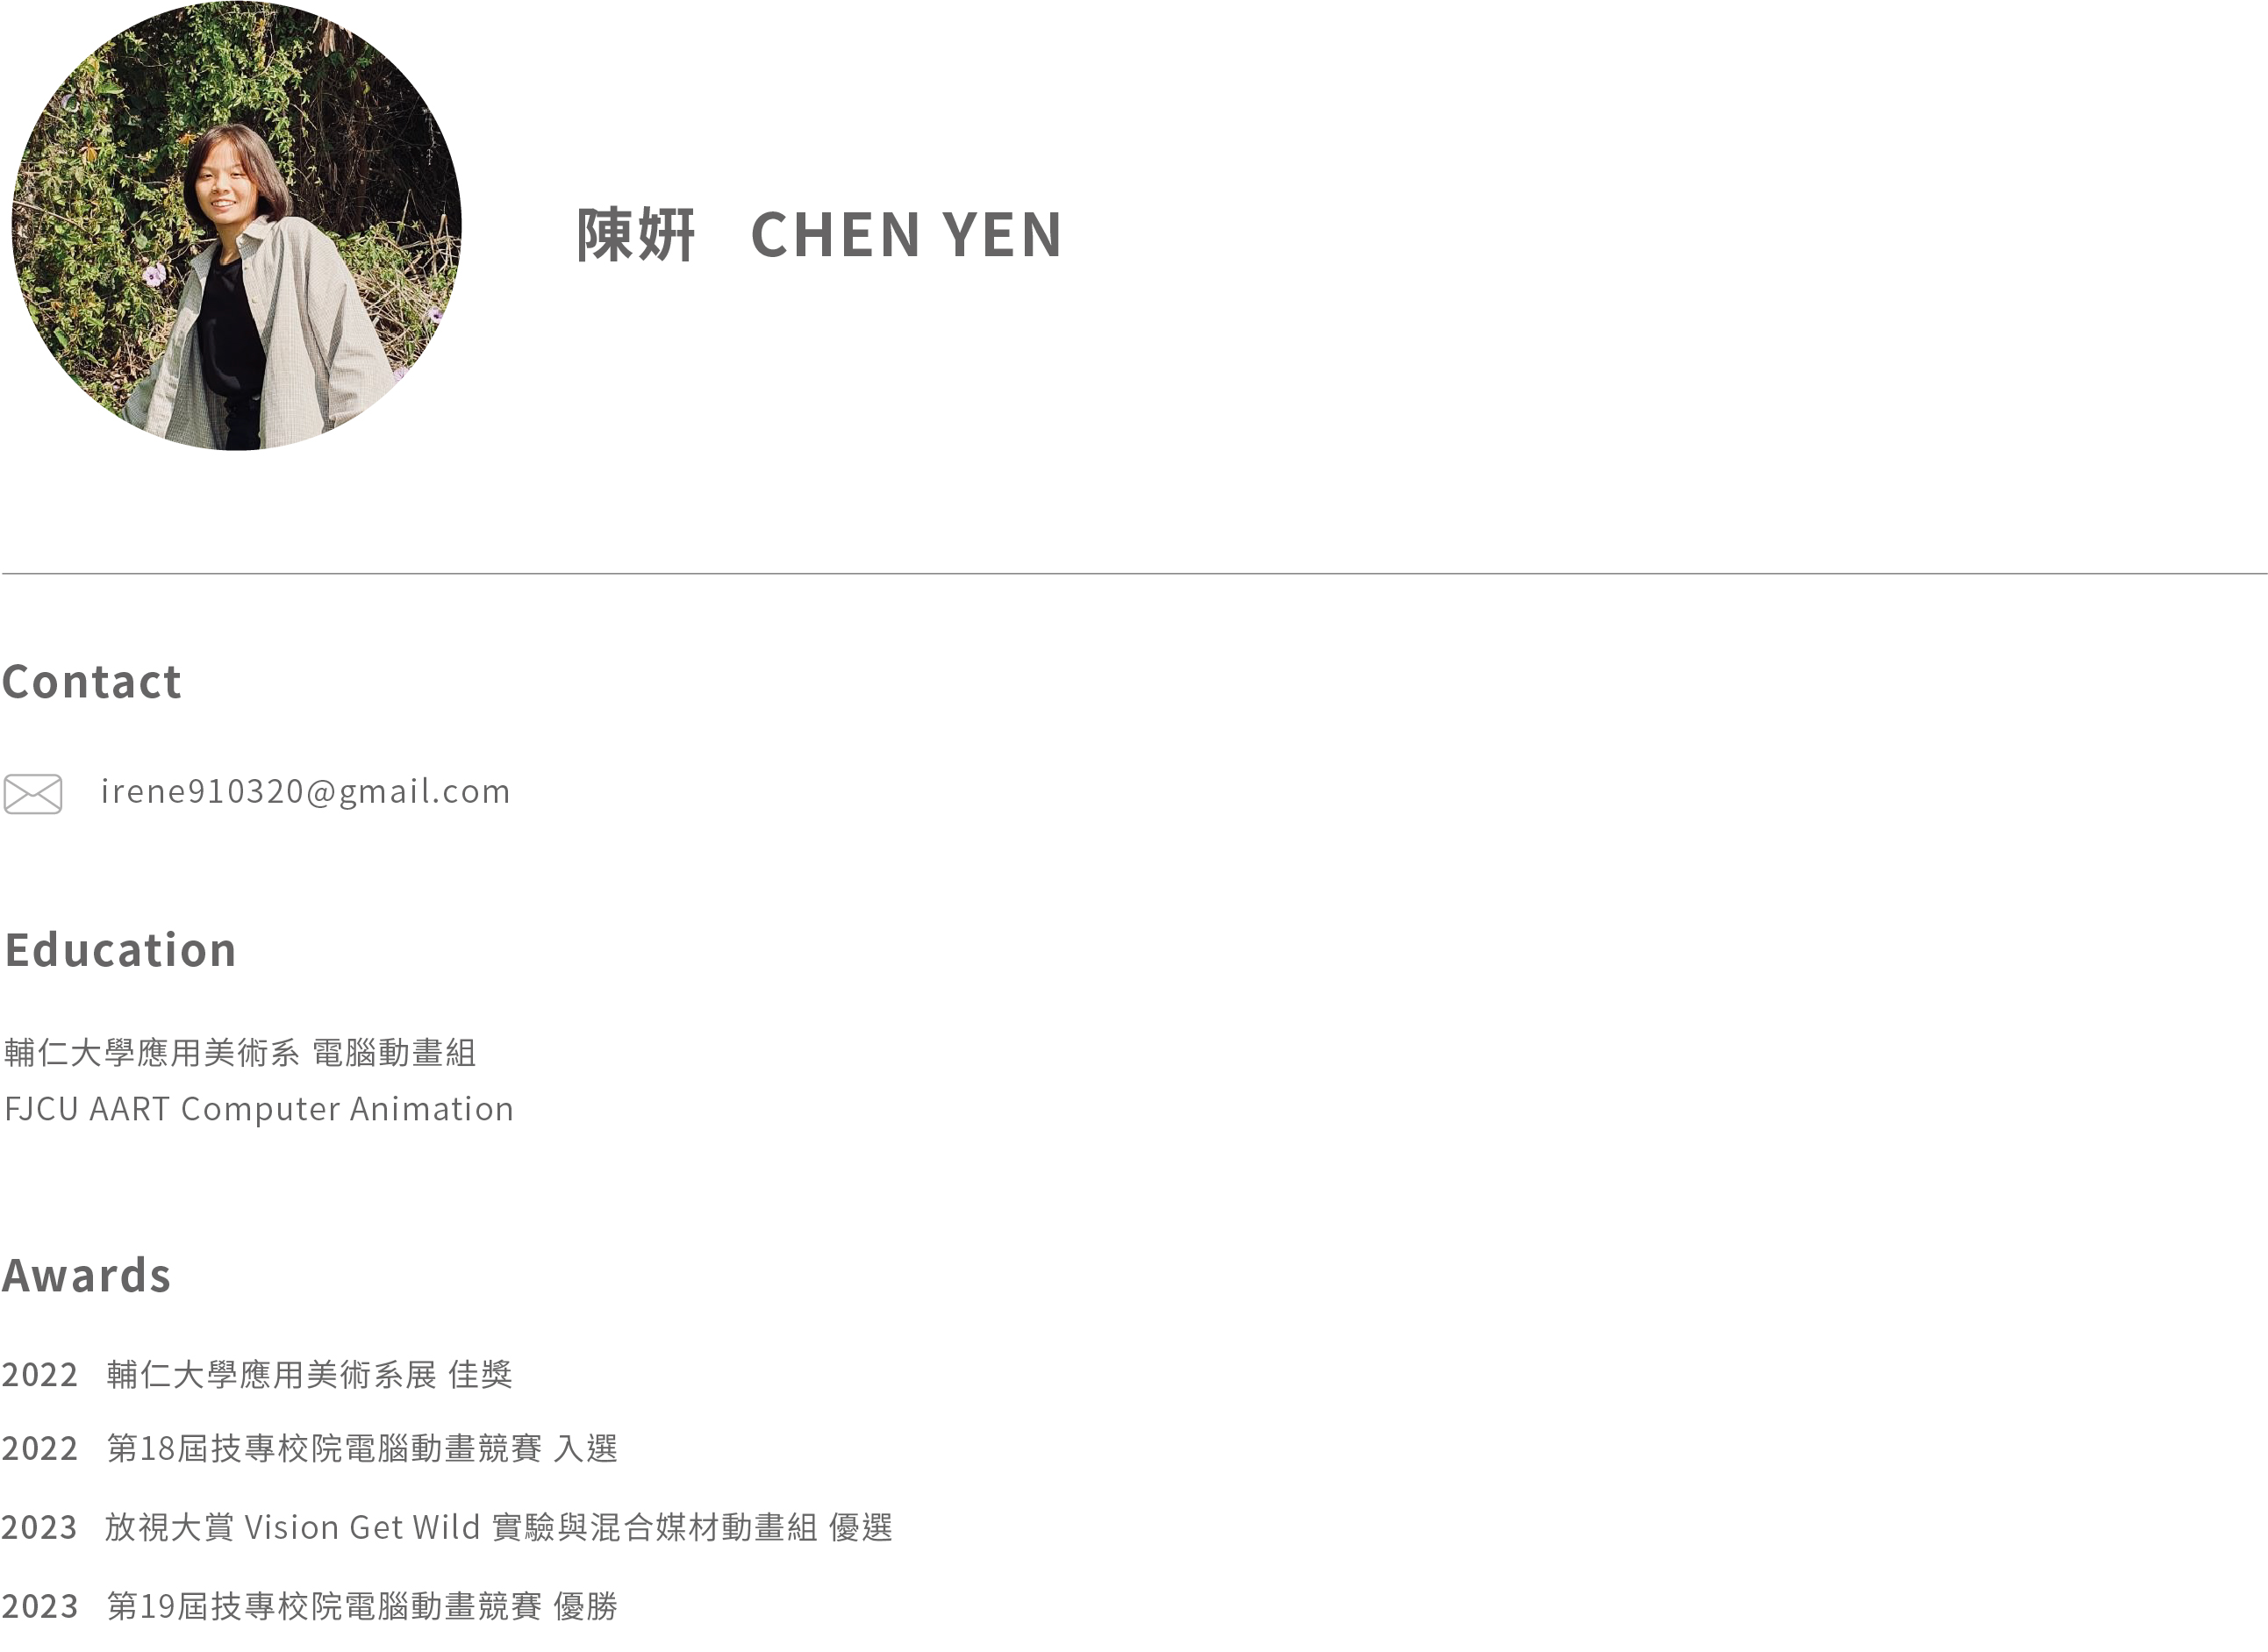 陳妍 CHEN YEN
Contact
irene910320@gmail.com
Education
輔仁大學應用美術系 電腦動畫組
FJCU AART Computer Animation
Awards
2022 輔仁大學應用美術系展 佳獎
2022 第18屆技專校院電腦動畫競賽 入選
2023 放視大賞 Vision Get Wild 實驗與混合媒材動畫組 優選
2023 第19屆技專校院電腦動畫競賽 優勝